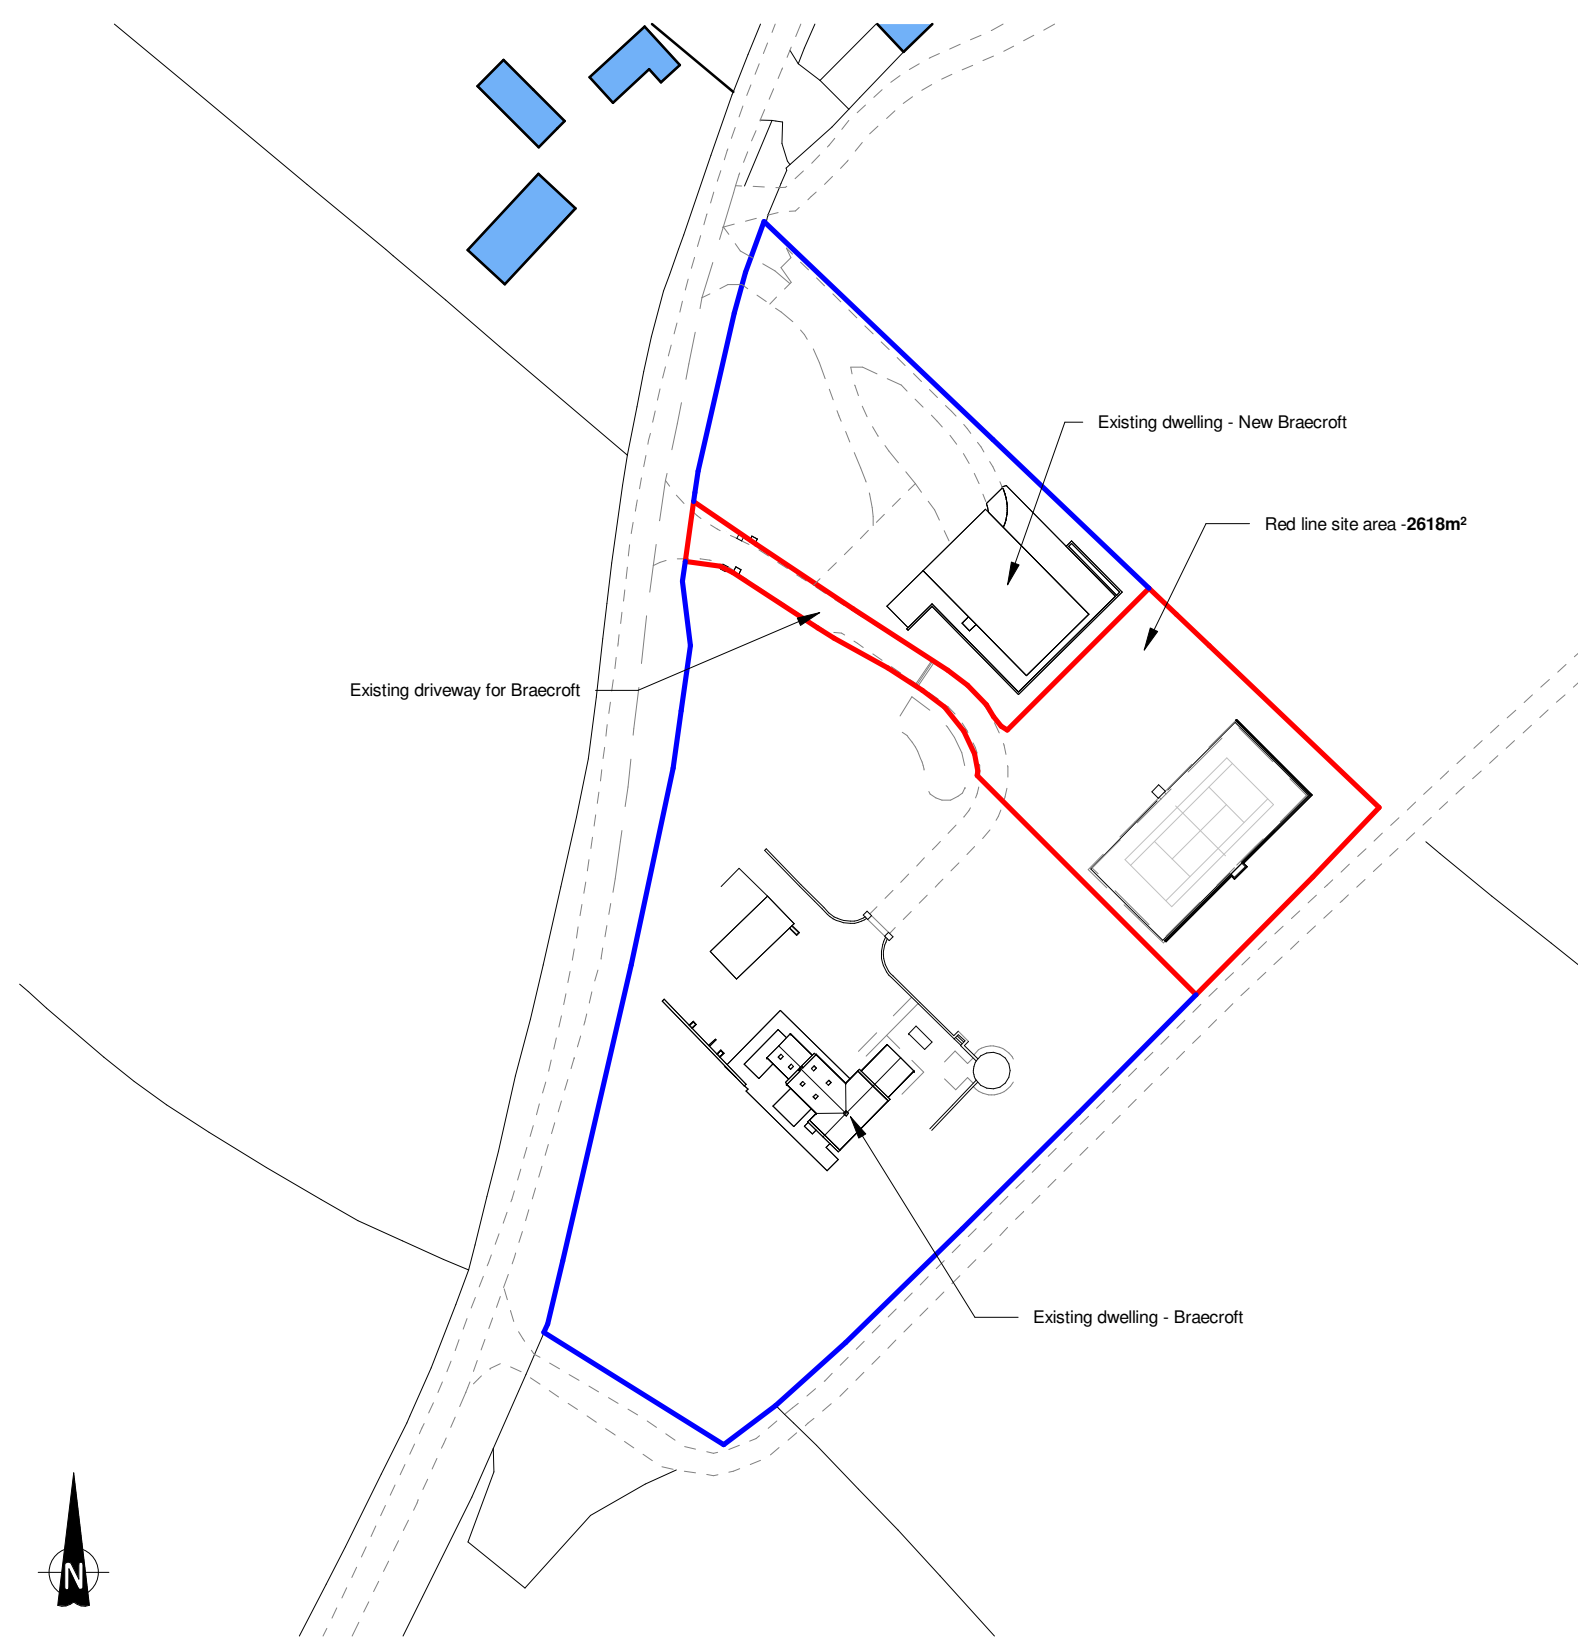 Existing dwelling - New Braecroft
Red line site area -2618m²
Existing driveway for Braecroft
Existing dwelling - Braecroft
N